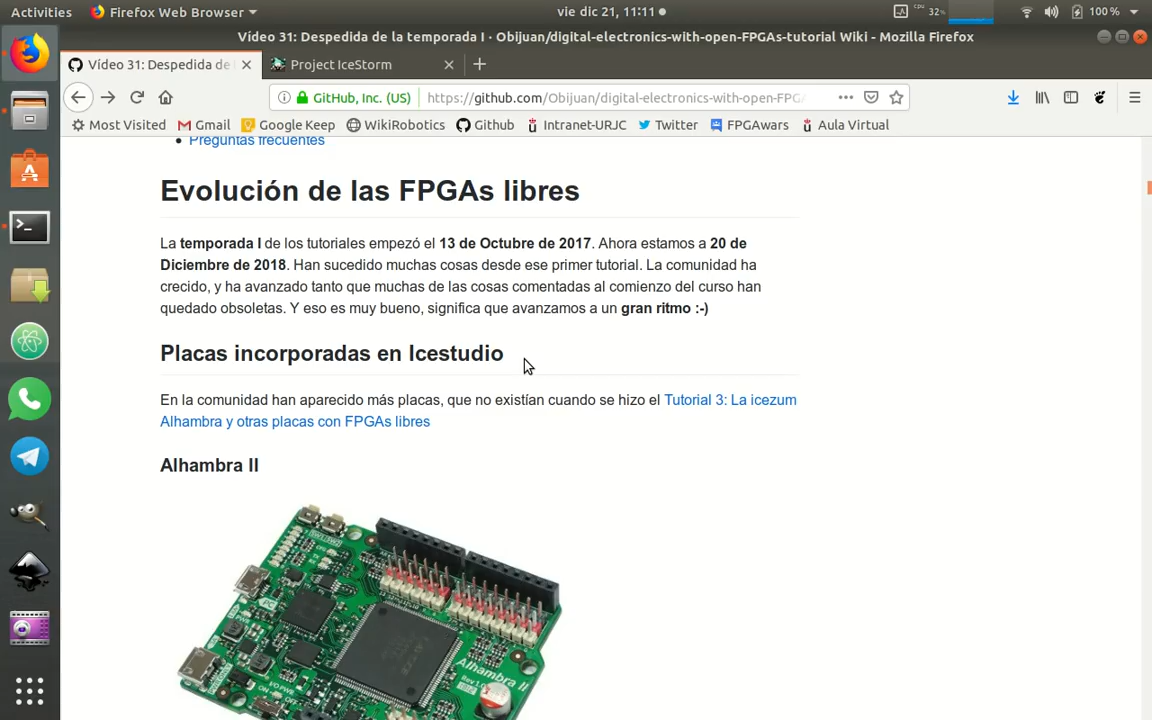 Activities Firefox Web Browser vie dic 21, 11:11 cpu 32% 100 %
Vídeo 31: Despedida de la temporada I · Obijuan/digital-electronics-with-open-FPGAs-tutorial Wiki - Mozilla Firefox
Vídeo 31: Despedida de Project IceStorm
GitHub, Inc. (US) https://github.com/Obijuan/digital-electronics-with-open-FPGA
Most Visited Gmail Google Keep WikiRobotics Github Intranet-URJC Twitter FPGAwars Aula Virtual
Preguntas frecuentes
Evolución de las FPGAs libres
La temporada I de los tutoriales empezó el 13 de Octubre de 2017. Ahora estamos a 20 de
Diciembre de 2018. Han sucedido muchas cosas desde ese primer tutorial. La comunidad ha
crecido, y ha avanzado tanto que muchas de las cosas comentadas al comienzo del curso han
quedado obsoletas. Y eso es muy bueno, significa que avanzamos a un gran ritmo :-)
Placas incorporadas en Icestudio
En la comunidad han aparecido más placas, que no existían cuando se hizo el Tutorial 3: La icezum
Alhambra y otras placas con FPGAs libres
Alhambra II
Alhambra II